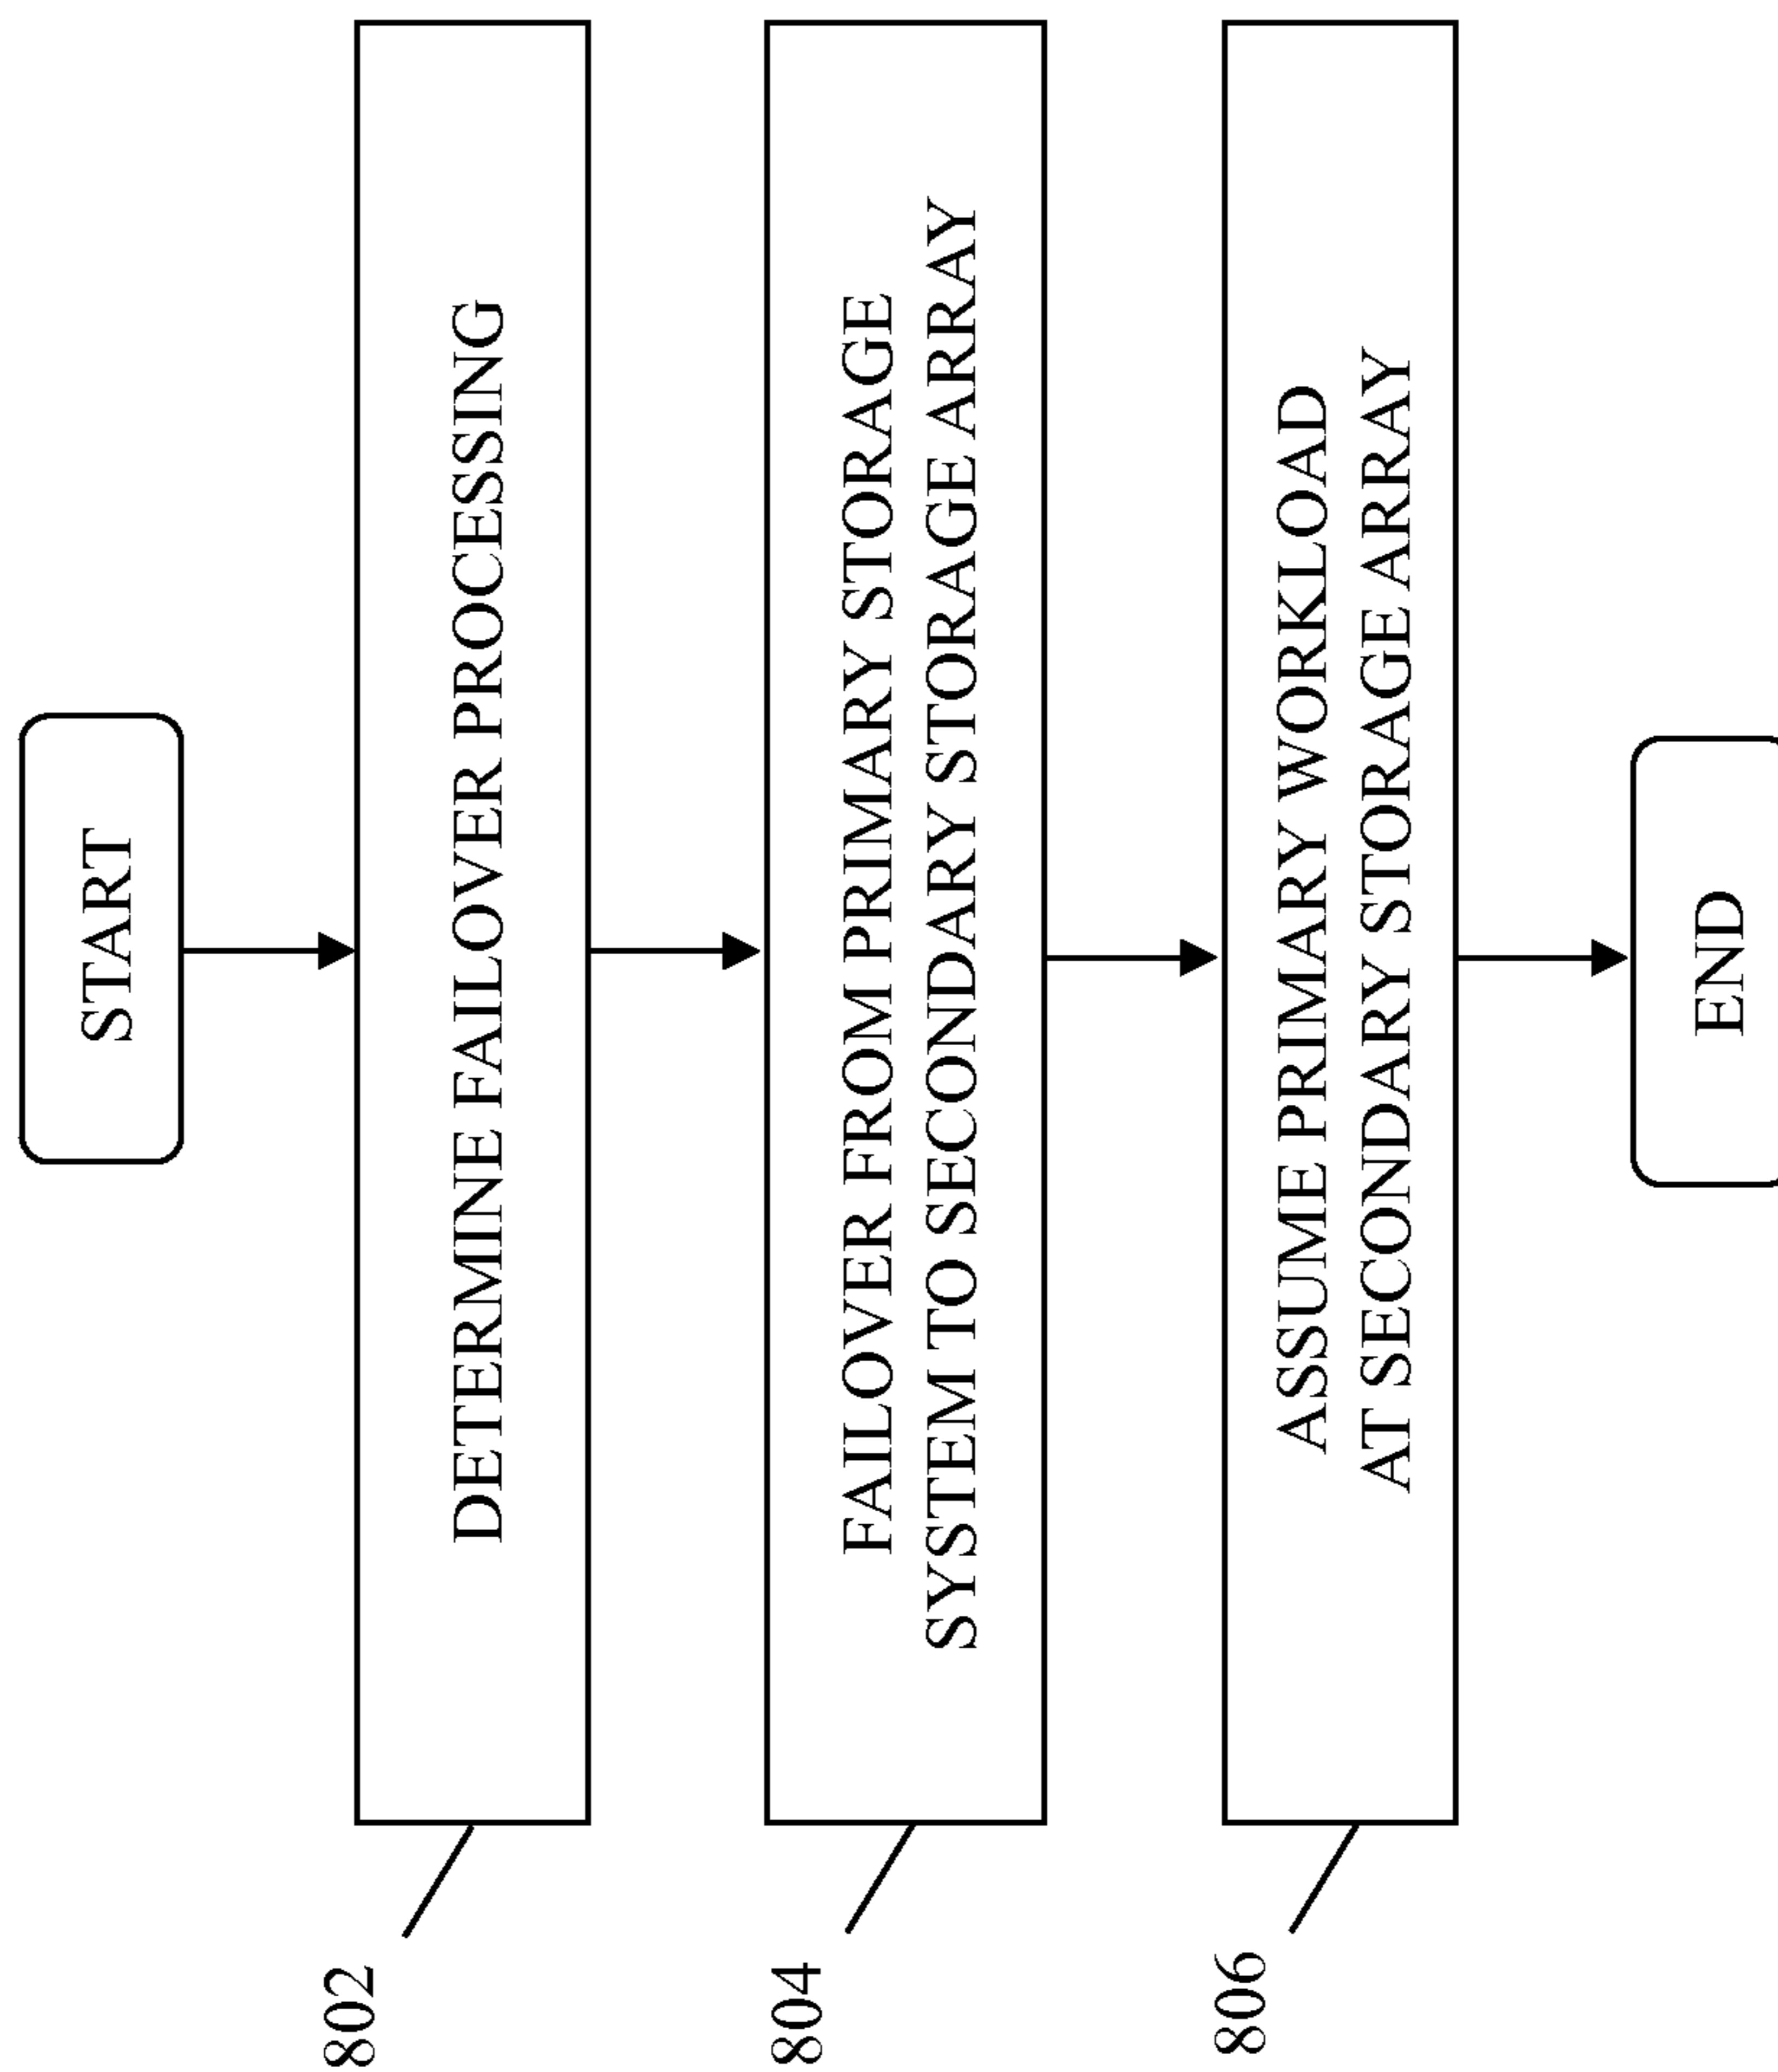 START
802
DETERMINE FAILOVER PROCESSING
804
FAILOVER FROM PRIMARY STORAGE
SYSTEM TO SECONDARY STORAGE ARRAY
806
ASSUME PRIMARY WORKLOAD
AT SECONDARY STORAGE ARRAY
END